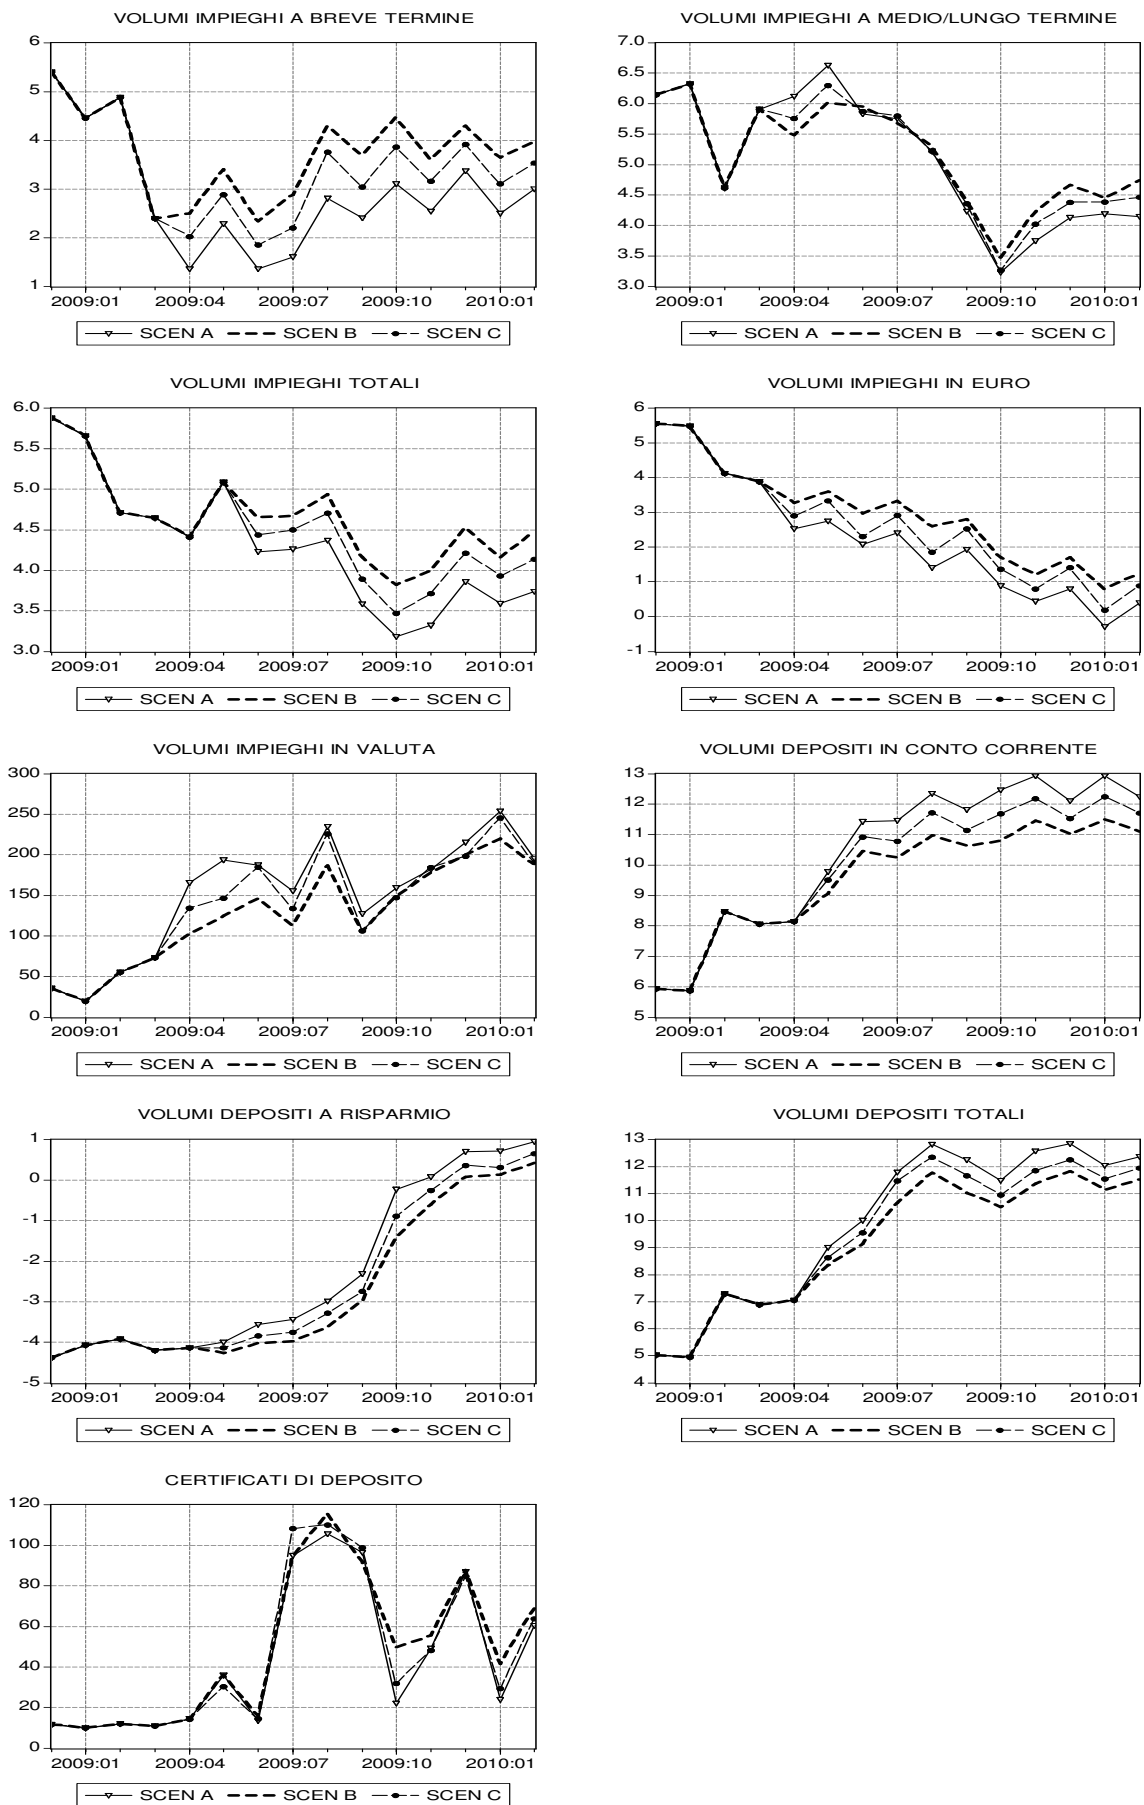 VOLUMI IMPIEGHI A BREVE TERMINE
6
5
4
3
2
1
2009:01 2009:04 2009:07 2009:10 2010:01
SCEN A SCEN B SCEN C
VOLUMI IMPIEGHI A MEDIO/LUNGO TERMINE
7.0
6.5
6.0
5.5
5.0
4.5
4.0
3.5
3.0
2009:01 2009:04 2009:07 2009:10 2010:01
SCEN A SCEN B SCEN C
VOLUMI IMPIEGHI TOTALI
6.0
5.5
5.0
4.5
4.0
3.5
3.0
2009:01 2009:04 2009:07 2009:10 2010:01
SCEN A SCEN B SCEN C
VOLUMI IMPIEGHI IN EURO
6
5
4
3
2
1
0
-1
2009:01 2009:04 2009:07 2009:10 2010:01
SCEN A SCEN B SCEN C
VOLUMI IMPIEGHI IN VALUTA
300
250
200
150
100
50
0
2009:01 2009:04 2009:07 2009:10 2010:01
SCEN A SCEN B SCEN C
VOLUMI DEPOSITI IN CONTO CORRENTE
13
12
11
10
9
8
7
6
5
2009:01 2009:04 2009:07 2009:10 2010:01
SCEN A SCEN B SCEN C
VOLUMI DEPOSITI A RISPARMIO
1
0
-1
-2
-3
-4
-5
2009:01 2009:04 2009:07 2009:10 2010:01
SCEN A SCEN B SCEN C
VOLUMI DEPOSITI TOTALI
13
12
11
10
9
8
7
6
5
4
2009:01 2009:04 2009:07 2009:10 2010:01
SCEN A SCEN B SCEN C
CERTIFICATI DI DEPOSITO
120
100
80
60
40
20
0
2009:01 2009:04 2009:07 2009:10 2010:01
SCEN A SCEN B SCEN C